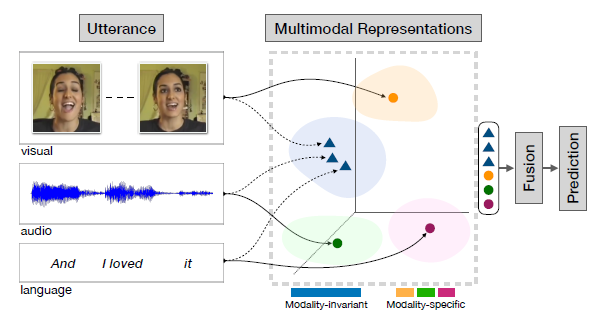 Utterance
Multimodal Representations
visual
audio
And I loved it
language
Modality-invariant
Modality-specific
Fusion
Prediction